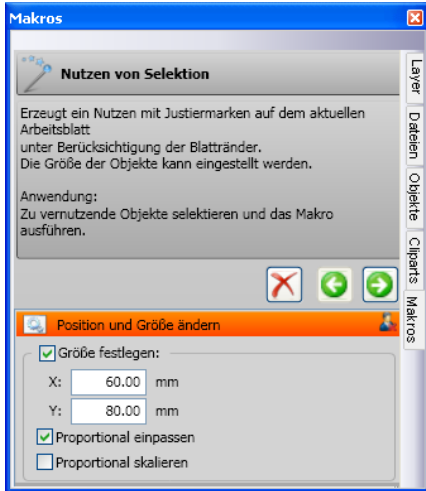 Makros
Nutzen von Selektion
Erzeugt ein Nutzen mit Justiermarken auf dem aktuellen
Arbeitsblatt
unter Berücksichtigung der Blattränder.
Die Größe der Objekte kann eingestellt werden.
Anwendung:
Zu vernutzende Objekte selektieren und das Makro
ausführen.
Position und Größe ändern
Größe festlegen:
X: 60.00 mm
Y: 80.00 mm
Proportional einpassen
Proportional skalieren
Layer
Dateien
Objekte
Cliparts
Makros